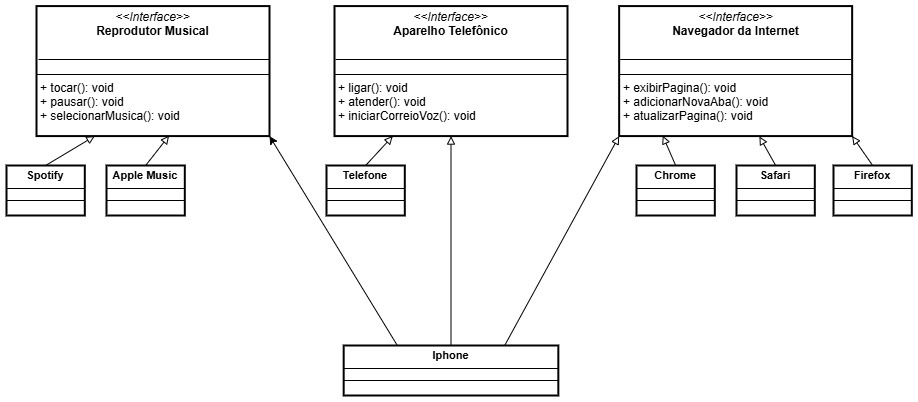 <<Interface>>
Reprodutor Musical
+ tocar(): void
+ pausar(): void
+ selecionarMusica(): void
<<Interface>>
Aparelho Telefônico
+ ligar(): void
+ atender(): void
+ iniciarCorreioVoz(): void
<<Interface>>
Navegador da Internet
+ exibirPagina(): void
+ adicionarNovaAba(): void
+ atualizarPagina(): void
Spotify
Apple Music
Telefone
Chrome
Safari
Firefox
Iphone